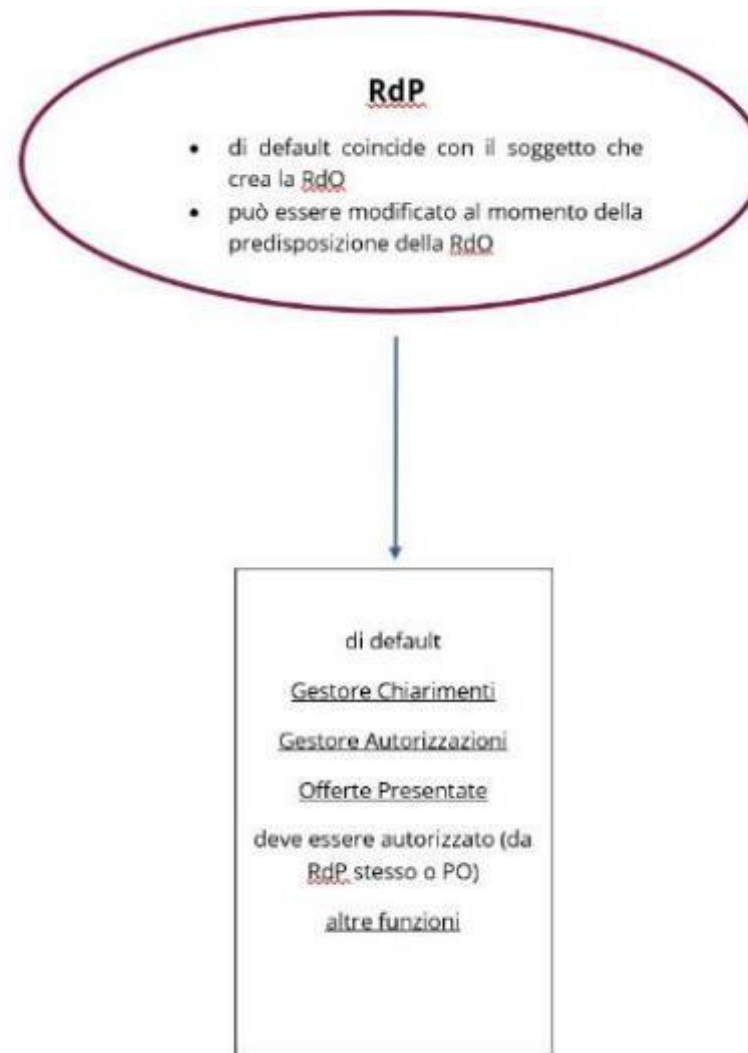 RdP
• di default coincide con il soggetto che
crea la RdO
• può essere modificato al momento della
predisposizione della RdO
di default
Gestore Chiarimenti
Gestore Autorizzazioni
Offerte Presentate
deve essere autorizzato (da
RdP stesso o PO)
altre funzioni